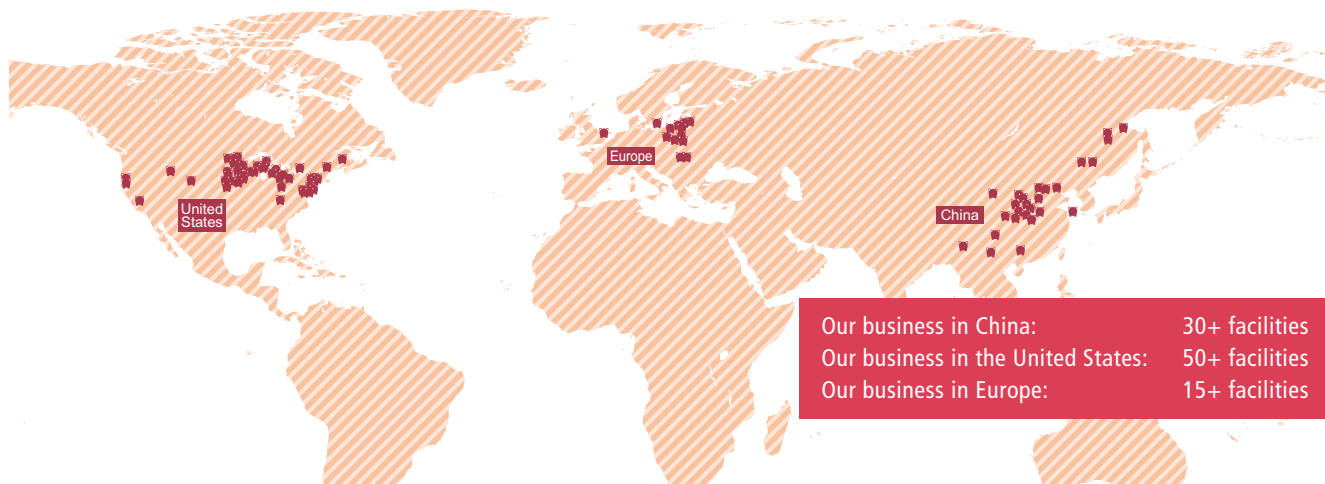 Europe
United
States
China
Our business in China: 30+ facilities
Our business in the United States: 50+ facilities
Our business in Europe: 15+ facilities